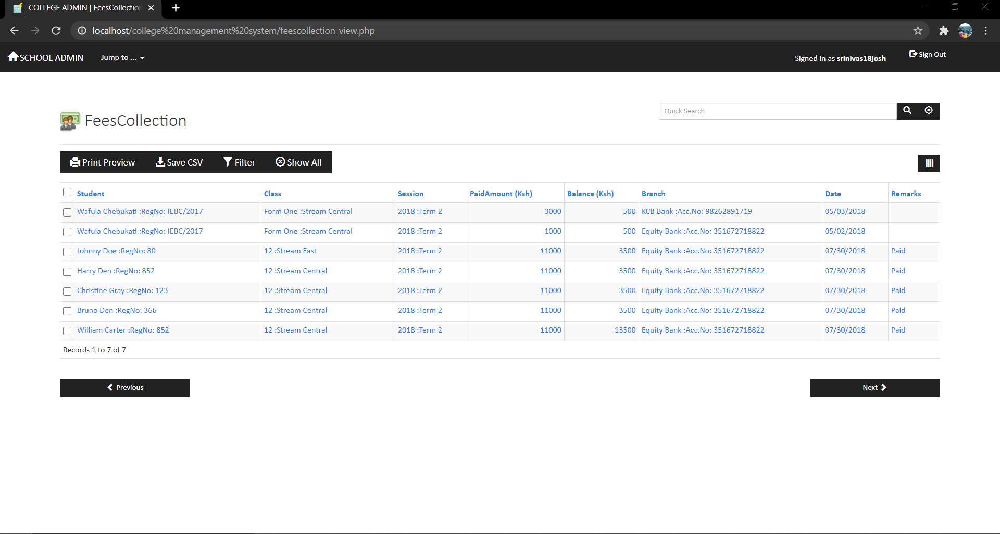 COLLEGE ADMIN | FeesCollection
localhost/college%20management%20system/feescollection_view.php
SCHOOL ADMIN Jump to ... Signed in as srinivas18josh Sign Out
FeesCollection Quick Search
Print Preview Save CSV Filter Show All
Student Class Session PaidAmount (Ksh) Balance (Ksh) Branch Date Remarks
Wafula Chebukati :RegNo: IEBC/2017 Form One :Stream Central 2018 :Term 2 3000 500 KCB Bank :Acc.No: 98262891719 05/03/2018
Wafula Chebukati :RegNo: IEBC/2017 Form One :Stream Central 2018 :Term 2 1000 500 Equity Bank :Acc.No: 351672718822 05/02/2018
Johnny Doe :RegNo: 80 12 :Stream East 2018 :Term 2 11000 3500 Equity Bank :Acc.No: 351672718822 07/30/2018 Paid
Harry Den :RegNo: 852 12 :Stream Central 2018 :Term 2 11000 3500 Equity Bank :Acc.No: 351672718822 07/30/2018 Paid
Christine Gray :RegNo: 123 12 :Stream Central 2018 :Term 2 11000 3500 Equity Bank :Acc.No: 351672718822 07/30/2018 Paid
Bruno Den :RegNo: 366 12 :Stream Central 2018 :Term 2 11000 3500 Equity Bank :Acc.No: 351672718822 07/30/2018 Paid
William Carter :RegNo: 852 12 :Stream Central 2018 :Term 2 11000 13500 Equity Bank :Acc.No: 351672718822 07/30/2018 Paid
Records 1 to 7 of 7
Previous Next